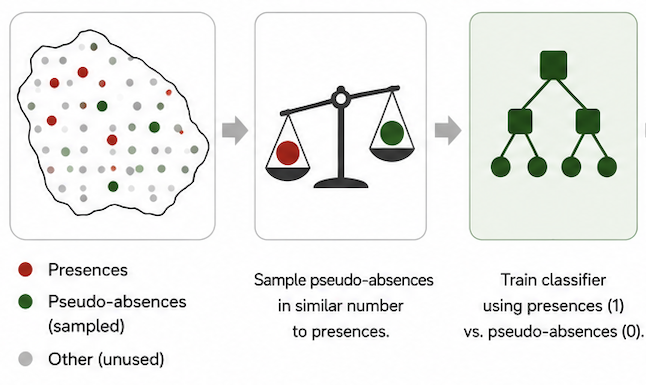 Presences
Pseudo-absences
(sampled)
Other (unused)
Sample pseudo-absences
in similar number
to presences.
Train classifier
using presences (1)
vs. pseudo-absences (0).